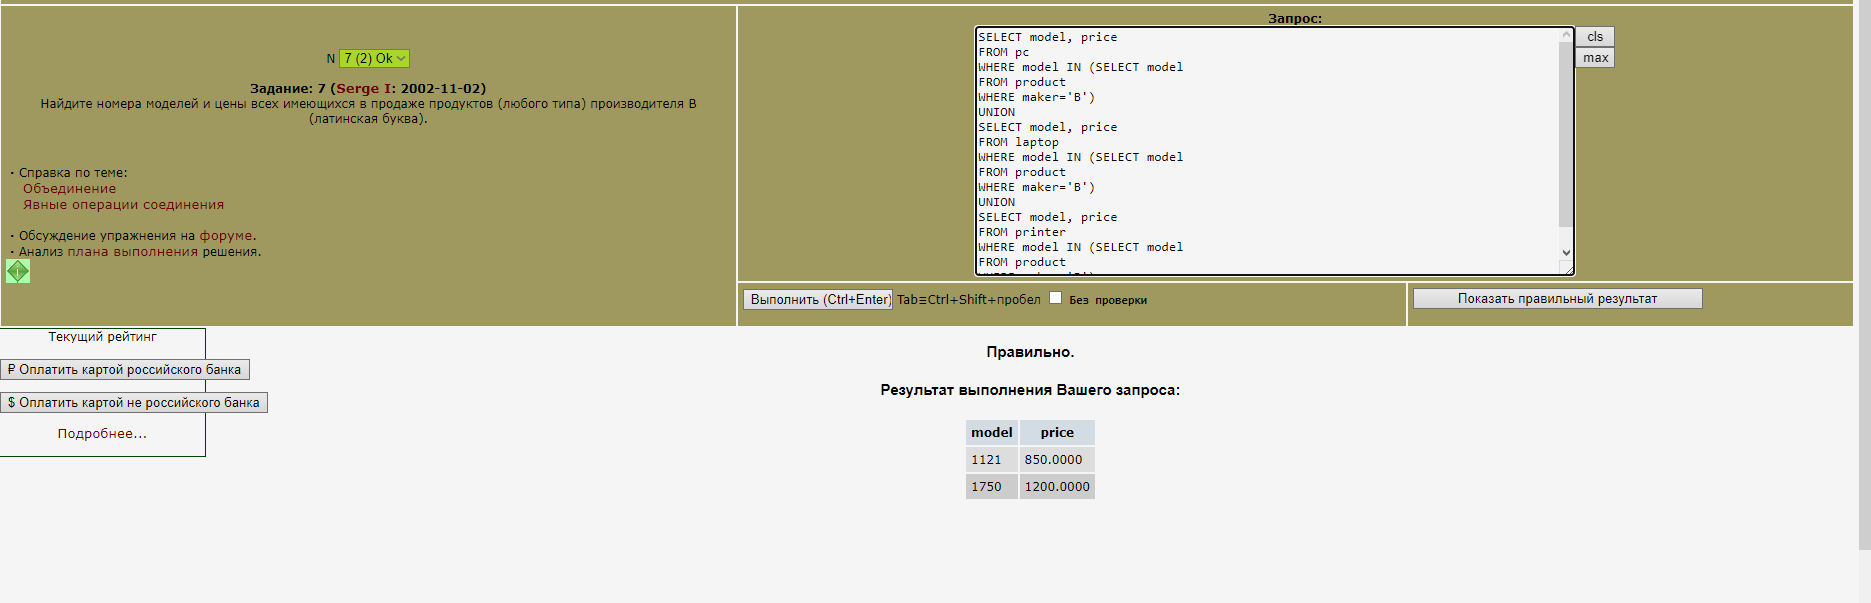 N 7 (2) Ok
Задание: 7 (Serge I: 2002-11-02)
Найдите номера моделей и цены всех имеющихся в продаже продуктов (любого типа) производителя B
(латинская буква).
· Справка по теме:
Объединение
Явные операции соединения
· Обсуждение упражнения на форуме.
· Анализ плана выполнения решения.
Запрос:
SELECT model, price
FROM pc
WHERE model IN (SELECT model
FROM product
WHERE maker='B')
UNION
SELECT model, price
FROM laptop
WHERE model IN (SELECT model
FROM product
WHERE maker='B')
UNION
SELECT model, price
FROM printer
WHERE model IN (SELECT model
FROM product
WHERE maker='B')
cls
max
Выполнить (Ctrl+Enter) Tab≡Ctrl+Shift+пробел Без проверки
Показать правильный результат
Текущий рейтинг
₽ Оплатить картой российского банка
$ Оплатить картой не российского банка
Подробнее...
Правильно.
Результат выполнения Вашего запроса:
model price
1121 850.0000
1750 1200.0000